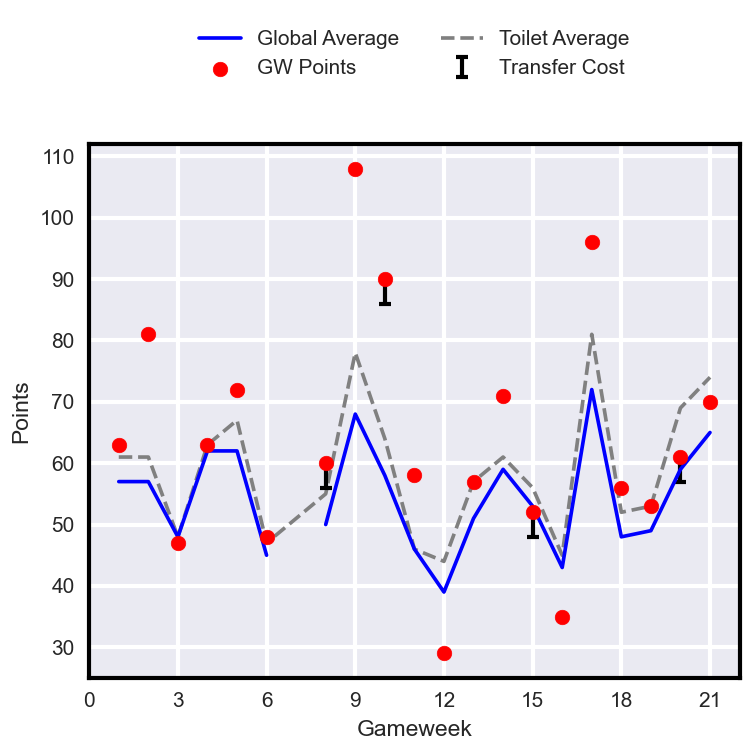 Global Average
Toilet Average
GW Points
Transfer Cost
110
100
90
80
70
60
50
40
30
Points
0 3 6 9 12 15 18 21
Gameweek